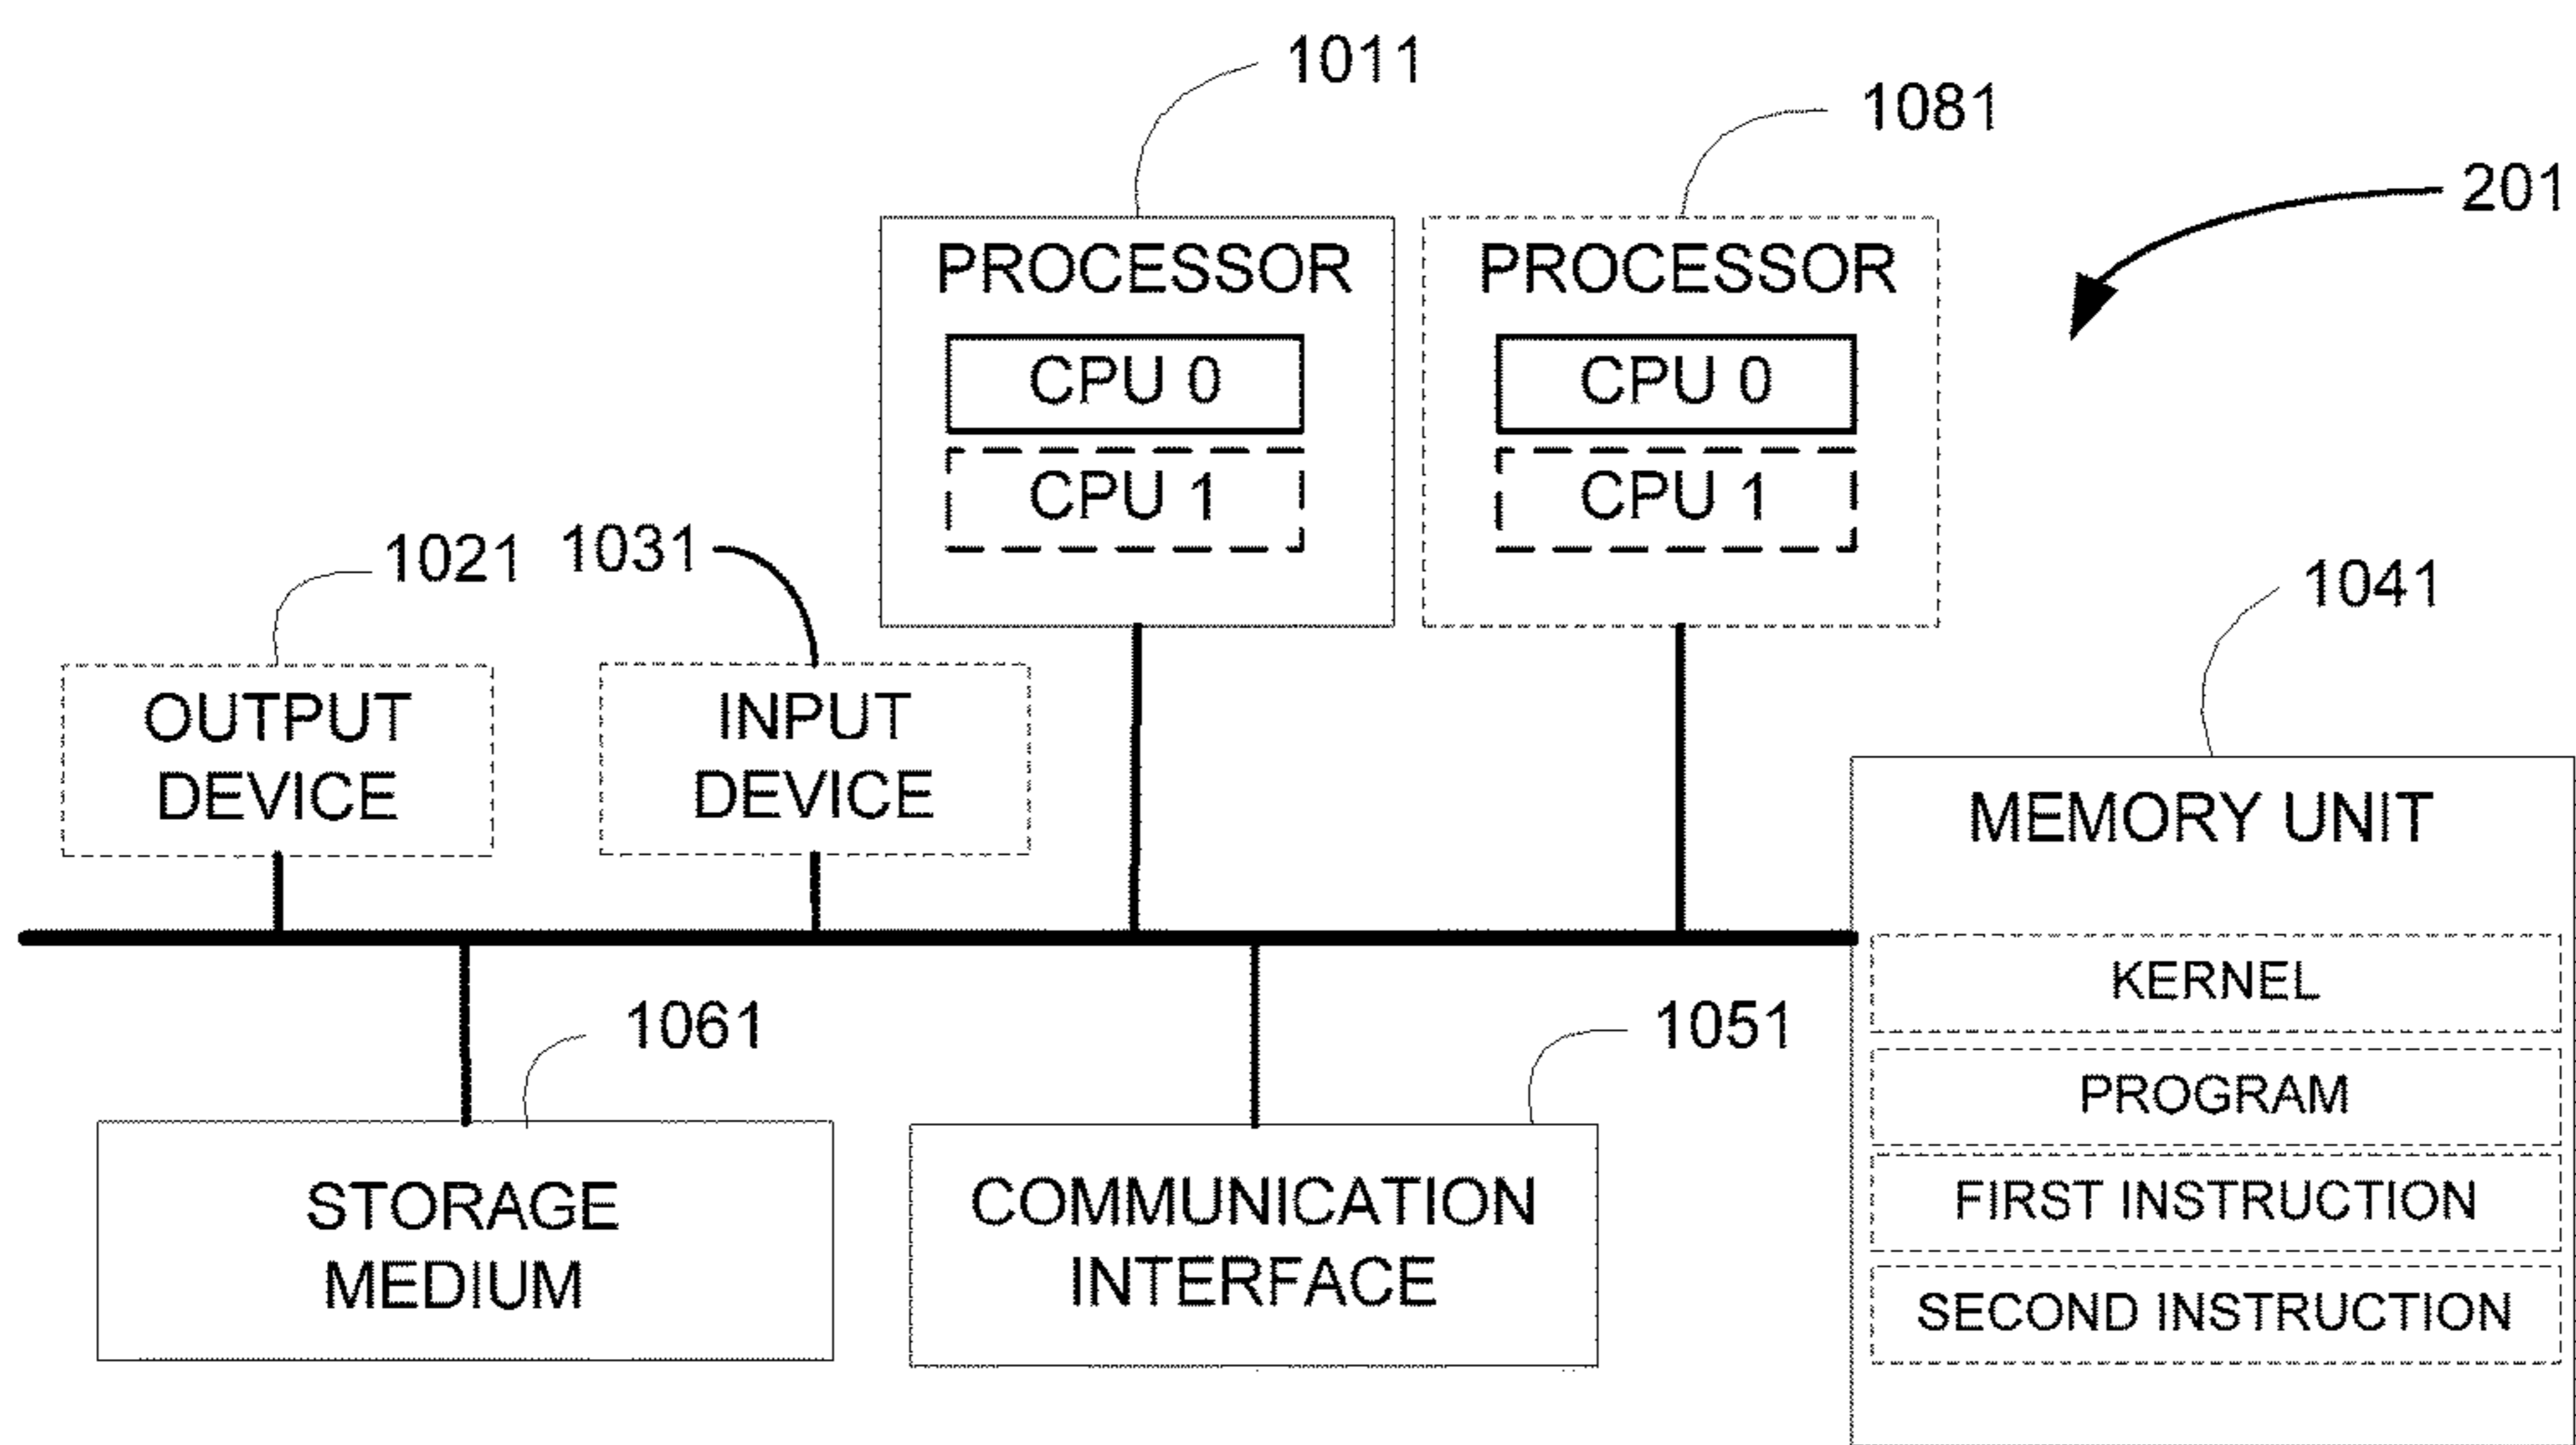 1011
1081
201
PROCESSOR
CPU 0
CPU 1
PROCESSOR
CPU 0
CPU 1
1021
1031
1041
OUTPUT
DEVICE
INPUT
DEVICE
MEMORY UNIT
KERNEL
PROGRAM
FIRST INSTRUCTION
SECOND INSTRUCTION
1061
1051
STORAGE
MEDIUM
COMMUNICATION
INTERFACE